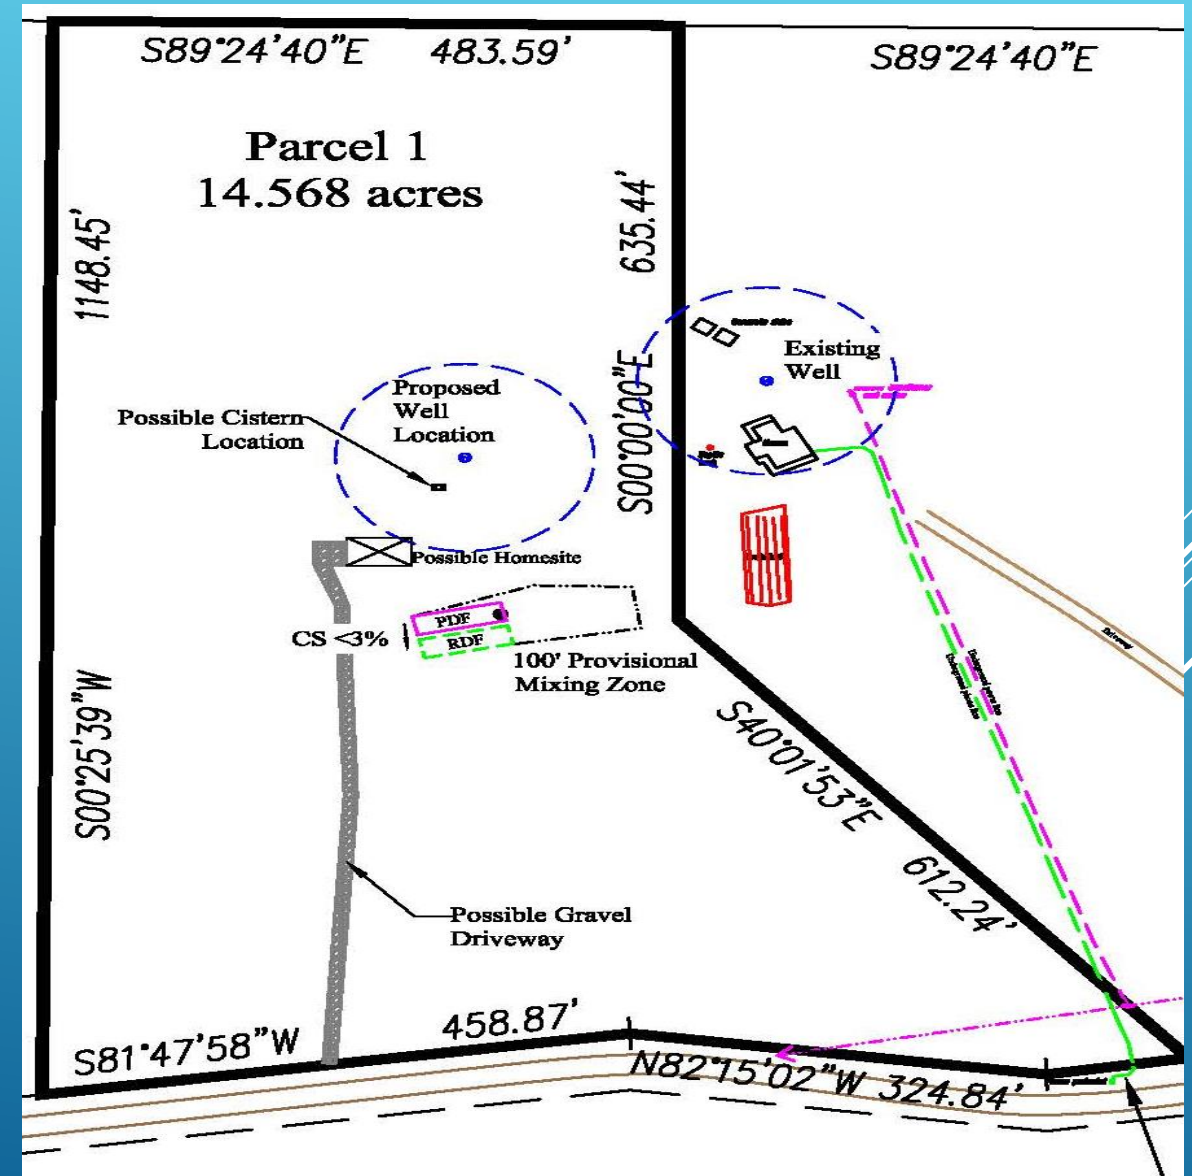 S89°24'40"E 483.59'
S89°24'40"E
Parcel 1
14.568 acres
1148.45'
635.44'
Existing
Well
Proposed
Well
Location
Possible Cistern
Location
S00°00'00"E
Possible Homesite
PDF
CS <3%
RDF
100' Provisional
Mixing Zone
S00°25'39"W
S40°01'53"E 612.24'
Possible Gravel
Driveway
S81°47'58"W 458.87'
N82°15'02"W 324.84'
Driveway